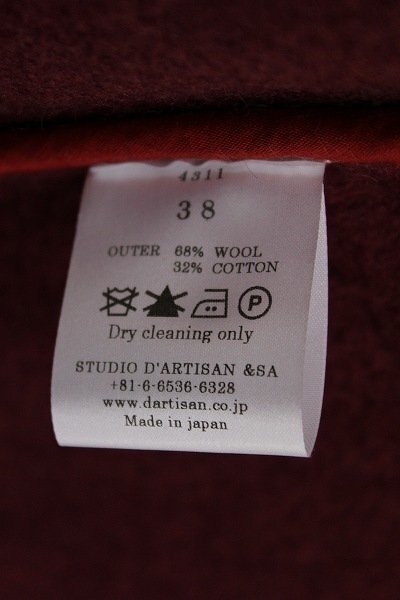 4311
38
OUTER 68% WOOL
32% COTTON
P
Dry cleaning only
STUDIO D'ARTISAN &SA
+81-6-6536-6328
www.dartisan.co.jp
Made in japan